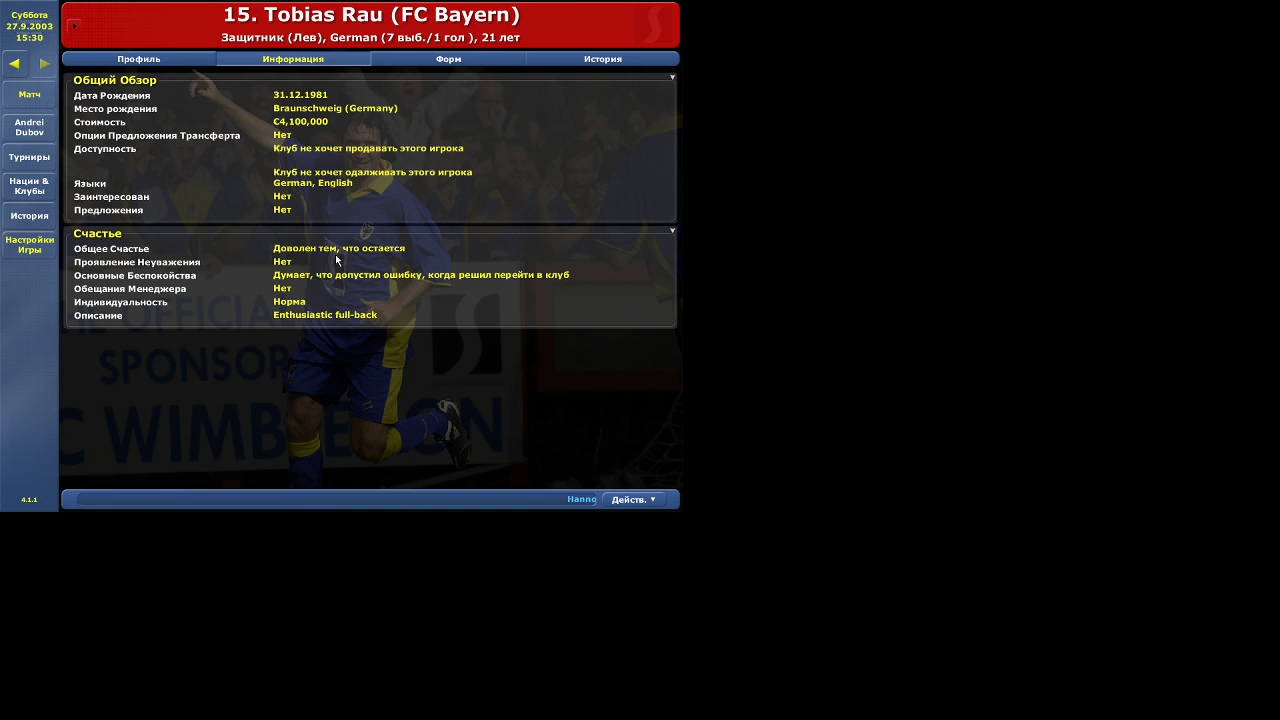 Суббота
27.9.2003
15:30
15. Tobias Rau (FC Bayern)
Защитник (Лев), German (7 выб./1 гол ), 21 лет
Профиль
Информация
Форм
История
Матч
Andrei
Dubov
Турниры
Нации &
Клубы
История
Настройки
Игры
4.1.1
Общий Обзор
Дата Рождения 31.12.1981
Место рождения Braunschweig (Germany)
Стоимость €4,100,000
Опции Предложения Трансферта Нет
Доступность Клуб не хочет продавать этого игрока
Клуб не хочет одалживать этого игрока
Языки German, English
Заинтересован Нет
Предложения Нет
Счастье
Общее Счастье Доволен тем, что остается
Проявление Неуважения Нет
Основные Беспокойства Думает, что допустил ошибку, когда решил перейти в клуб
Обещания Менеджера Нет
Индивидуальность Норма
Описание Enthusiastic full-back
OFFICIAL
SPONSOR
C WIMB ON
Hanno
Действ.